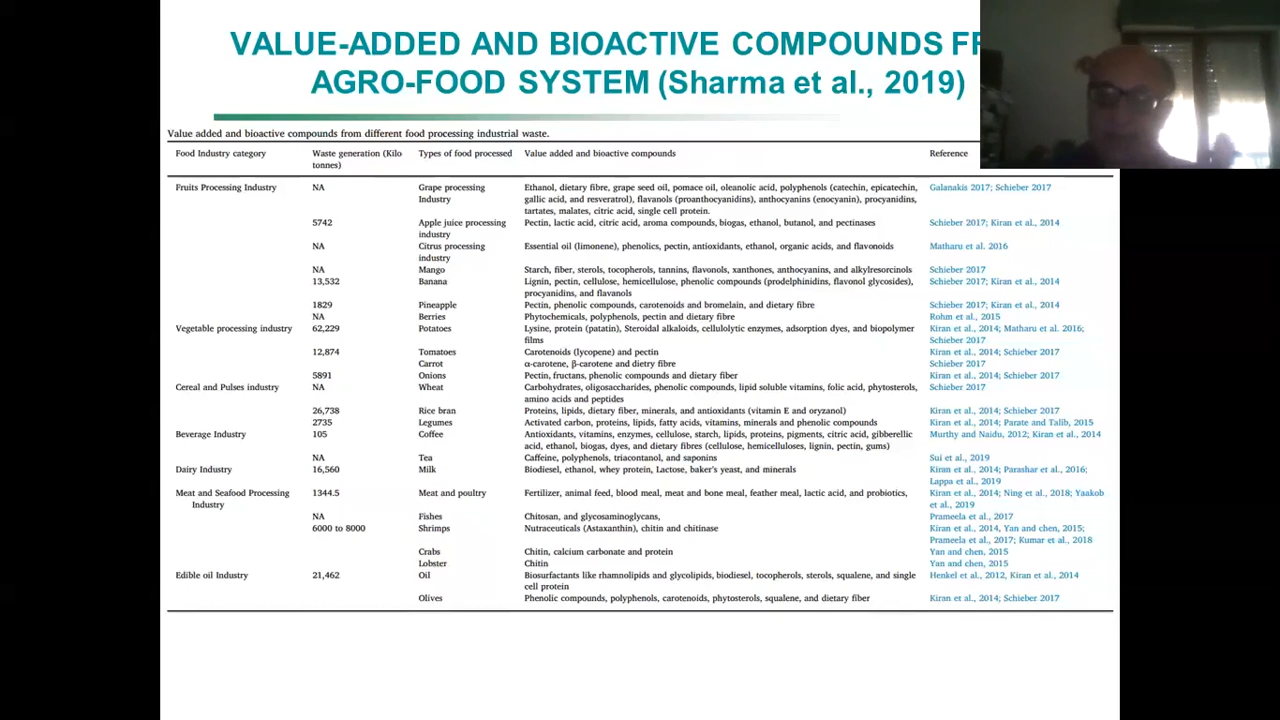 VALUE-ADDED AND BIOACTIVE COMPOUNDS
AGRO-FOOD SYSTEM (Sharma et al., 2019)
Value added and bioactive compounds from different food processing industrial waste.
Food Industry category Waste generation (Kilo tonnes) Types of food processed Value added and bioactive compounds Reference
Fruits Processing Industry NA Grape processing Ethanol, dietary fibre, grape seed oil, pomace oil, oleanolic acid, polyphenols (catechin, epicatechin, Galanakis 2017; Schieber 2017
Industry gallic acid, and resveratrol), flavanols (proanthocyanidins), anthocyanins (enocyanin), procyanidins,
tartates, malates, citric acid, single cell protein.
5742 Apple juice processing Pectin, lactic acid, citric acid, aroma compounds, biogas, ethanol, butanol, and pectinases Schieber 2017; Kiran et al., 2014
industry
NA Citrus processing Essential oil (limonene), phenolics, pectin, antioxidants, ethanol, organic acids, and flavonoids Matharu et al. 2016
industry
NA Mango Starch, fiber, sterols, tocopherols, tannins, flavonols, xanthones, anthocyanins, and alkylresorcinols Schieber 2017
13,532 Banana Lignin, pectin, cellulose, hemicellulose, phenolic compounds (prodelphinidins, flavonol glycosides), Schieber 2017; Kiran et al., 2014
procyanidins, and flavanols
1829 Pineapple Pectin, phenolic compounds, carotenoids and bromelain, and dietary fibre Schieber 2017; Kiran et al., 2014
NA Berries Phytochemicals, polyphenols, pectin and dietary fibre Rohm et al., 2015
Vegetable processing industry 62,229 Potatoes Lysine, protein (patatin), Steroidal alkaloids, cellulolytic enzymes, adsorption dyes, and biopolymer Kiran et al., 2014; Matharu et al. 2016;
films Schieber 2017
12,874 Tomatoes Carotenoids (lycopene) and pectin Kiran et al., 2014; Schieber 2017
Carrot α-carotene, β-carotene and dietry fibre Schieber 2017
5891 Onions Pectin, fructans, phenolic compounds and dietary fiber Kiran et al., 2014; Schieber 2017
Cereal and Pulses industry NA Wheat Carbohydrates, oligosaccharides, phenolic compounds, lipid soluble vitamins, folic acid, phytosterols, Schieber 2017
amino acids and peptides
26,738 Rice bran Proteins, lipids, dietary fiber, minerals, and antioxidants (vitamin E and oryzanol) Kiran et al., 2014; Schieber 2017
2735 Legumes Activated carbon, proteins, lipids, fatty acids, vitamins, minerals and phenolic compounds Kiran et al., 2014; Parate and Talib, 2015
Beverage Industry 105 Coffee Antioxidants, vitamins, enzymes, cellulose, starch, lipids, proteins, pigments, citric acid, gibberellic Murthy and Naidu, 2012; Kiran et al., 2014
acid, ethanol, biogas, dyes, and dietary fibres (cellulose, hemicelluloses, lignin, pectin, gums)
NA Tea Caffeine, polyphenols, triacontanol, and saponins Sui et al., 2019
Dairy Industry 16,560 Milk Biodiesel, ethanol, whey protein, Lactose, baker's yeast, and minerals Kiran et al., 2014; Parashar et al., 2016;
Lappa et al., 2019
Meat and Seafood Processing 1344.5 Meat and poultry Fertilizer, animal feed, blood meal, meat and bone meal, feather meal, lactic acid, and probiotics, Kiran et al., 2014; Ning et al., 2018; Yaakob
Industry et al., 2019
NA Fishes Chitosan, and glycosaminoglycans, Prameela et al., 2017
6000 to 8000 Shrimps Nutraceuticals (Astaxanthin), chitin and chitinase Kiran et al., 2014, Yan and chen, 2015;
Prameela et al., 2017; Kumar et al., 2018
Crabs Chitin, calcium carbonate and protein Yan and chen, 2015
Lobster Chitin Yan and chen, 2015
Edible oil Industry 21,462 Oil Biosurfactants like rhamnolipids and glycolipids, biodiesel, tocopherols, sterols, squalene, and single Henkel et al., 2012, Kiran et al., 2014
cell protein
Olives Phenolic compounds, polyphenols, carotenoids, phytosterols, squalene, and dietary fiber Kiran et al., 2014; Schieber 2017